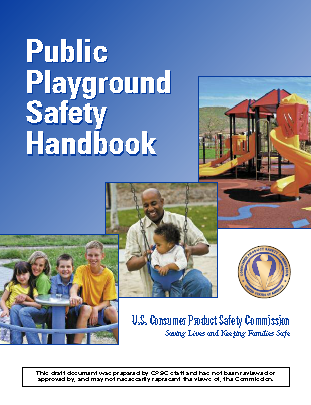 Public
Playground
Safety
Handbook
U.S. Consumer Product Safety Commission
Saving Lives and Keeping Families Safe
This draft document was prepared by CPSC staff and has not been reviewed or
approved by, and may not necessarily represent the views of, the Commission.